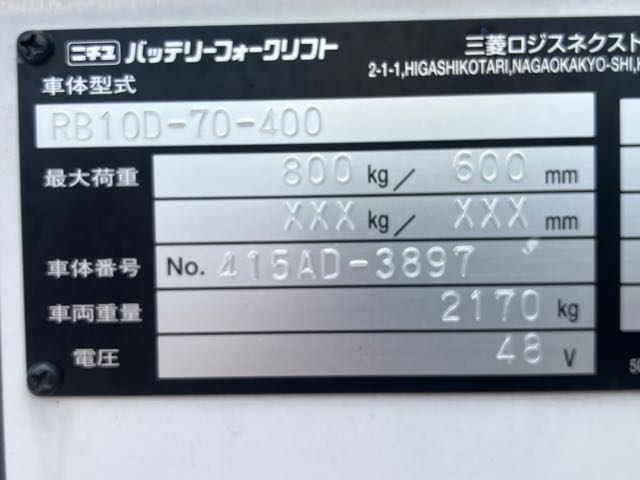 ニチユ バッテリーフォークリフト
三菱ロジスネクスト
2-1-1,HIGASHIKOTARI,NAGAOKAKYO-SHI,
車体型式
RB10D-70-400
最大荷重 800 kg/ 600 mm
XXX kg/ XXX mm
車体番号 No. 415AD-3897
車両重量 2170 kg
電圧 48 V